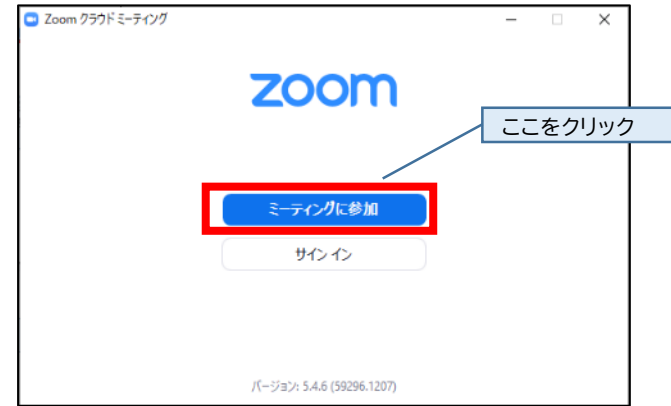 Zoom クラウド ミーティング
zoom
ここをクリック
ミーティングに参加
サイン イン
バージョン: 5.4.6 (59296.1207)